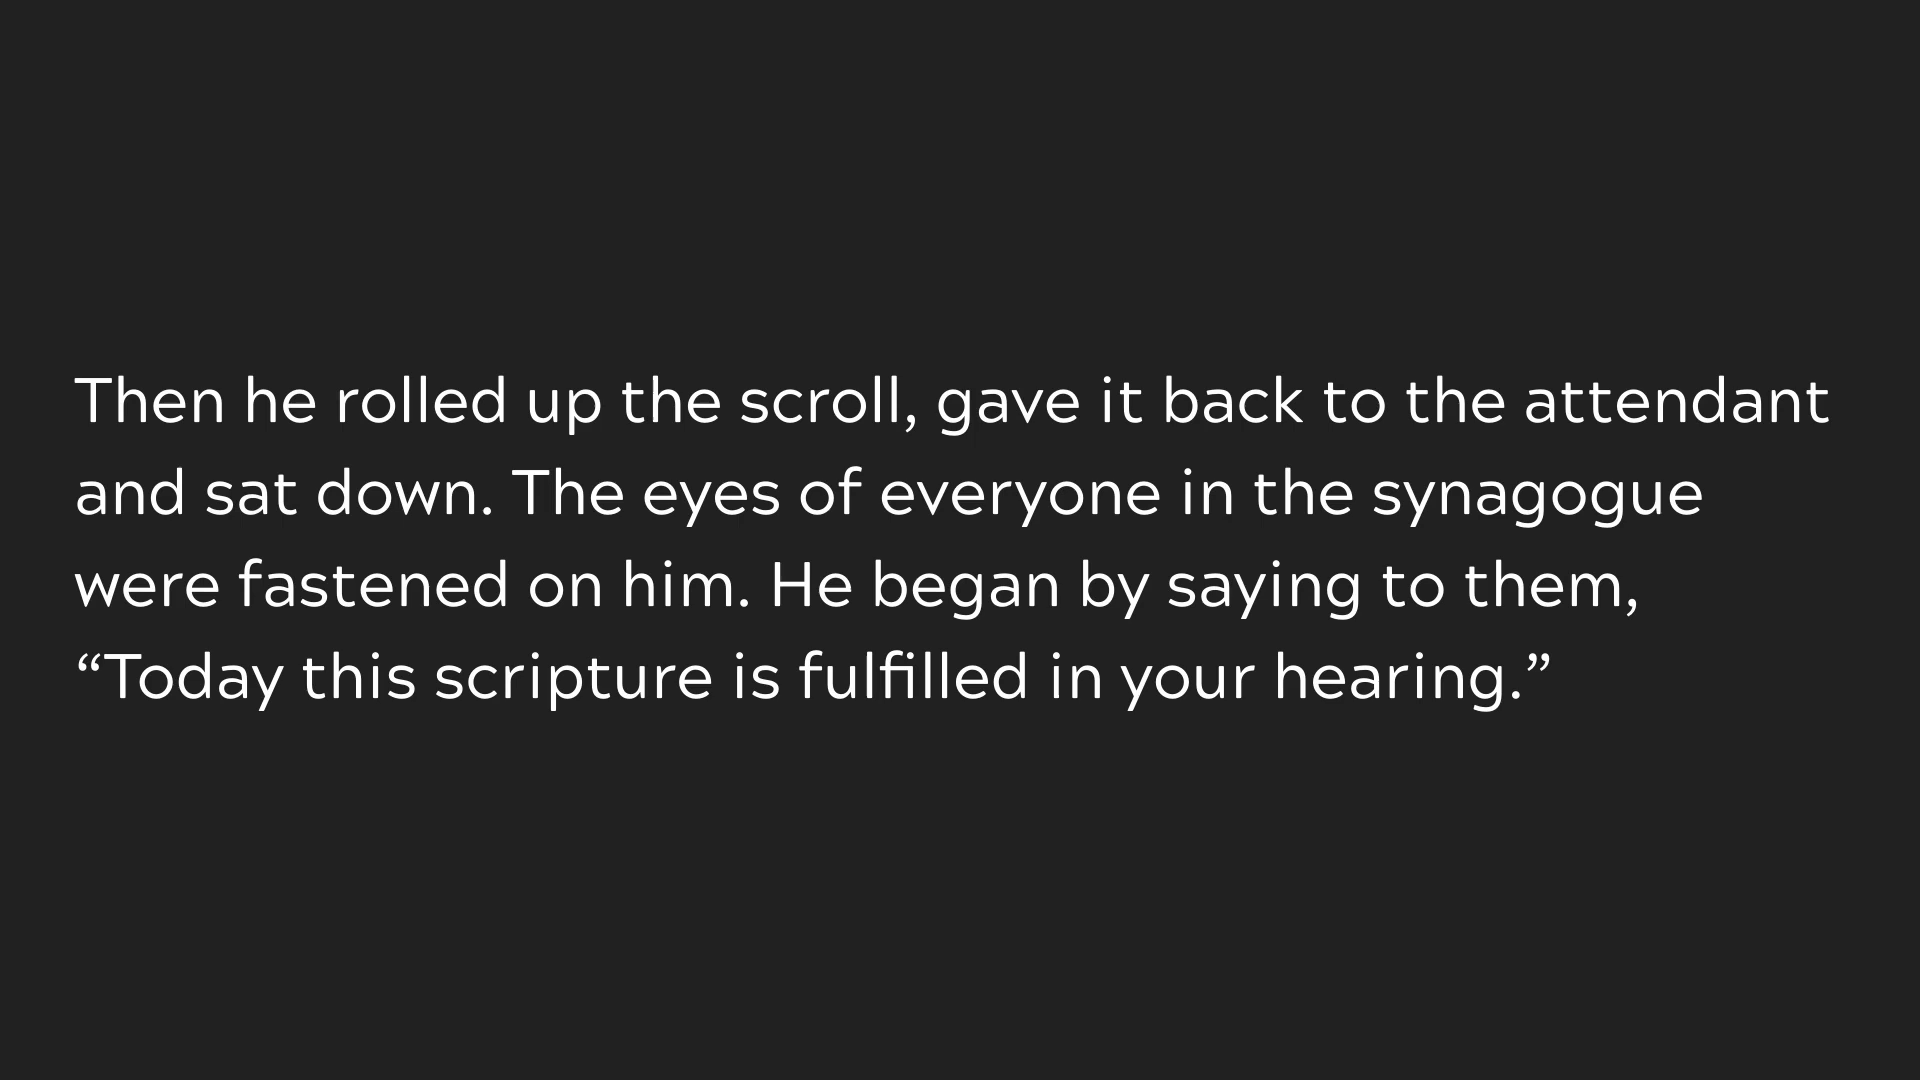 Then he rolled up the scroll, gave it back to the attendant
and sat down. The eyes of everyone in the synagogue
were fastened on him. He began by saying to them,
“Today this scripture is fulfilled in your hearing.”